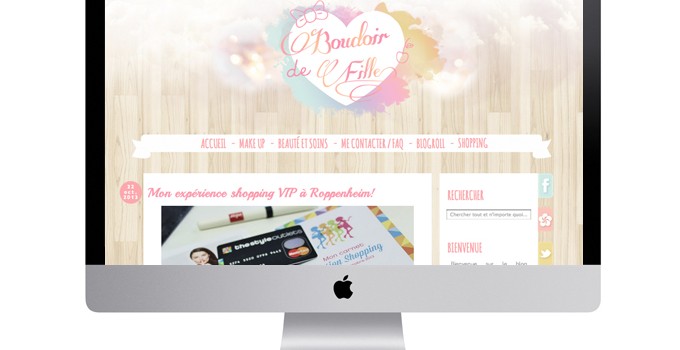 Boudoir
de Fille
ACCUEIL - MAKE UP - BEAUTÉ ET SOINS - ME CONTACTER / FAQ - BLOGROLL - SHOPPING
23
oct.
2013
Mon expérience shopping VIP à Roppenheim!
thestyleoutlets
MasterCard
Mon carnet
Shopping
RECHERCHER
Chercher tout et n'importe quoi...
BIENVENUE
Bienvenue sur le blog